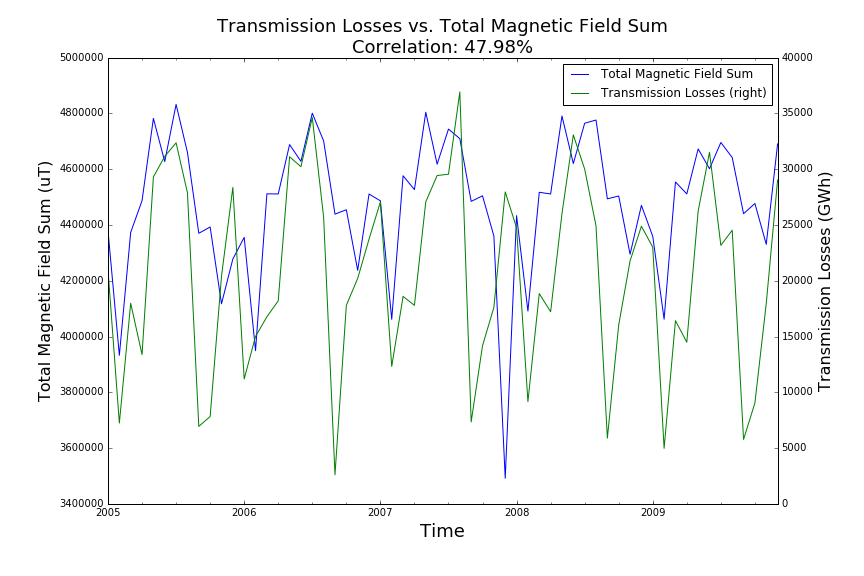 Transmission Losses vs. Total Magnetic Field Sum
Correlation: 47.98%
5000000
4800000
4600000
4400000
4200000
4000000
3800000
3600000
3400000
Total Magnetic Field Sum (uT)
Total Magnetic Field Sum
Transmission Losses (right)
40000
35000
30000
25000
20000
15000
10000
5000
0
Transmission Losses (GWh)
2005 2006 2007 2008 2009
Time